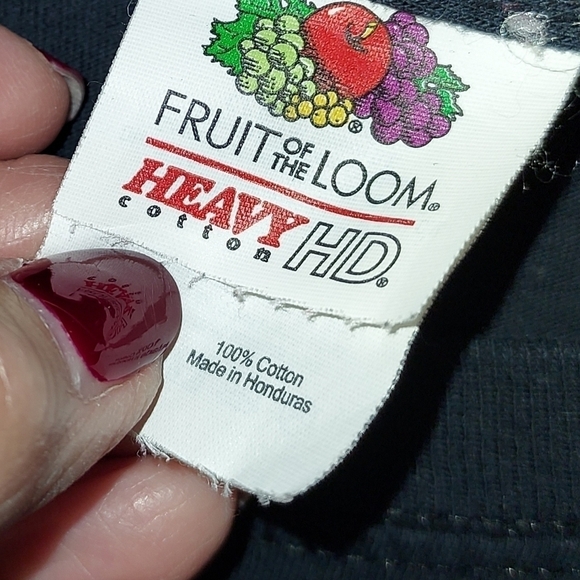 FRUIT OF THE LOOM®
HEAVY cotton HD®
100% Cotton
Made in Honduras